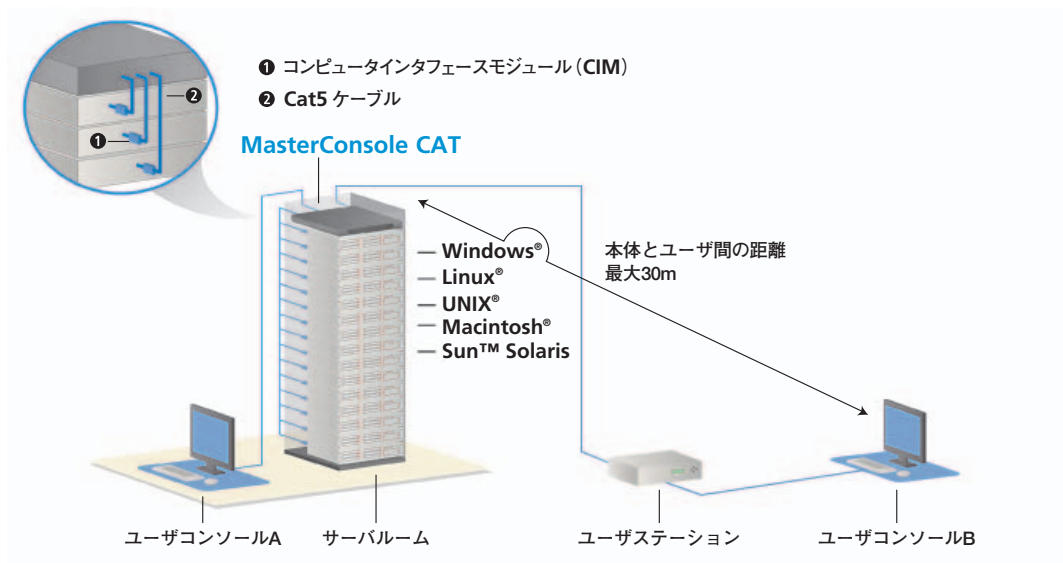 ❶ コンピュータインタフェースモジュール(CIM)
❷ Cat5 ケーブル
❷
❶
MasterConsole CAT
Windows®
Linux®
UNIX®
Macintosh®
Sun™ Solaris
本体とユーザ間の距離
最大30m
ユーザコンソールA
サーバルーム
ユーザステーション
ユーザコンソールB